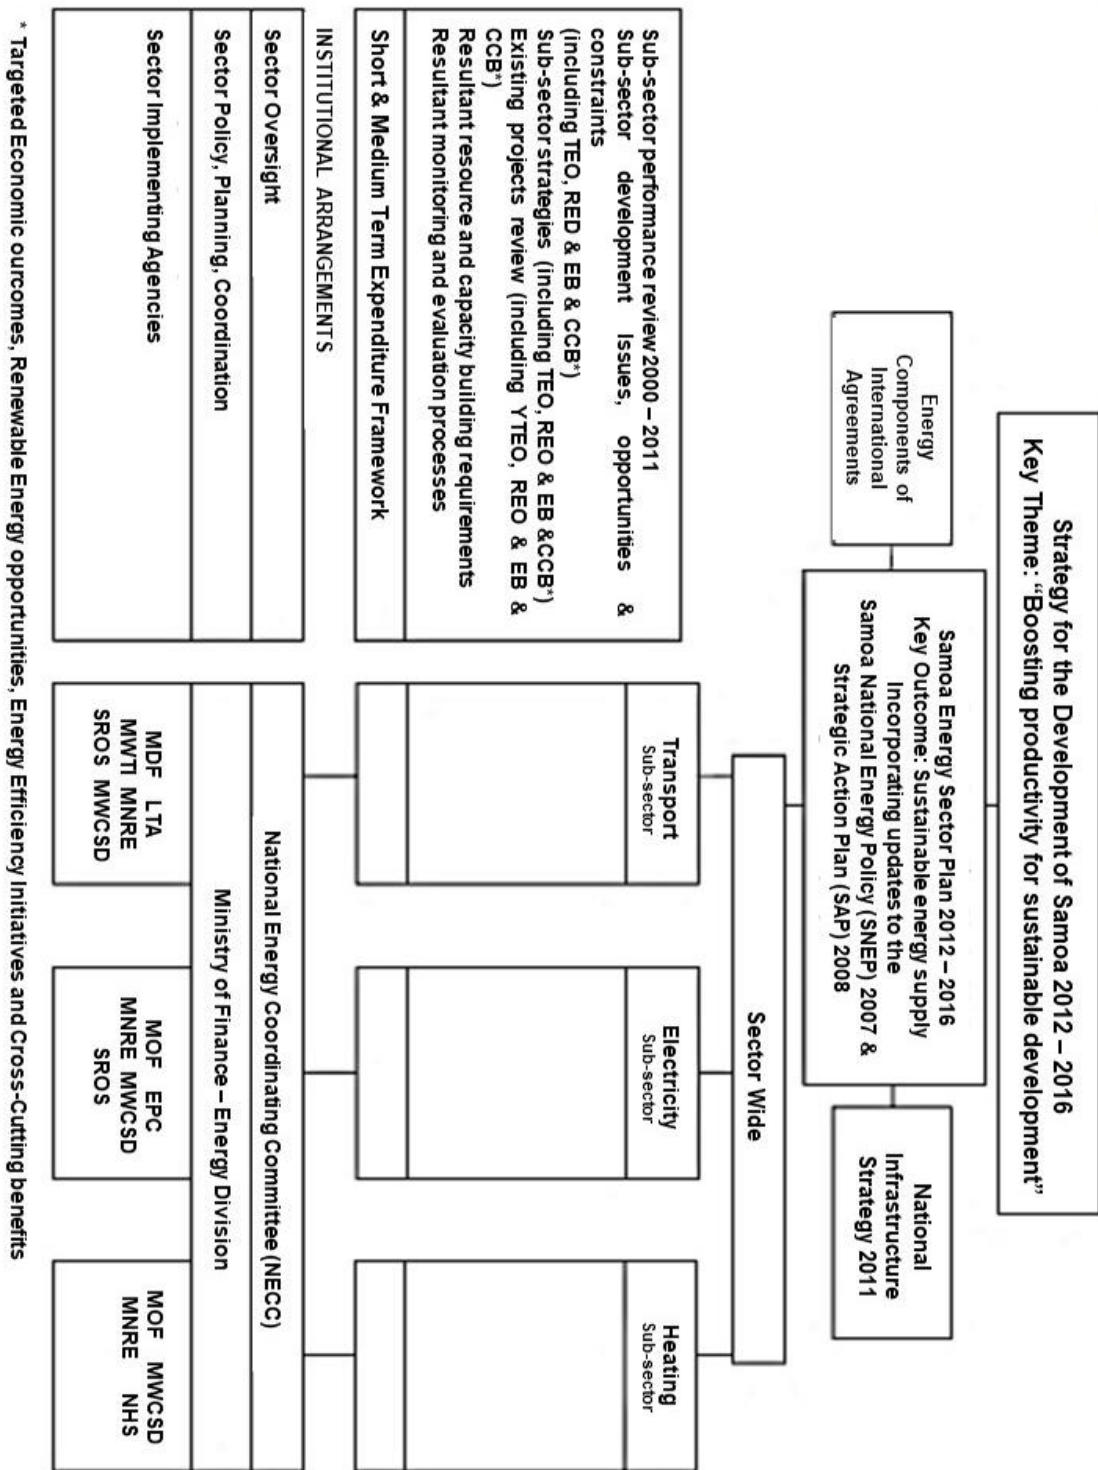 Strategy for the Development of Samoa 2012 – 2016
Key Theme: “Boosting productivity for sustainable development”
Energy
Components of
International
Agreements
Samoa Energy Sector Plan 2012 – 2016
Key Outcome: Sustainable energy supply
Incorporating updates to the
Samoa National Energy Policy (SNEP) 2007 &
Strategic Action Plan (SAP) 2008
National
Infrastructure
Strategy 2011
Sector Wide
Transport
Sub-sector
Electricity
Sub-sector
Heating
Sub-sector
Sub-sector performance review 2000 – 2011
Sub-sector development Issues, opportunities &
constraints
(including TEO, RED & EB & CCB*)
Sub-sector strategies (including TEO, REO & EB &CCB*)
Existing projects review (including YTEO, REO & EB &
CCB*)
Resultant resource and capacity building requirements
Resultant monitoring and evaluation processes
Short & Medium Term Expenditure Framework
INSTITUTIONAL ARRANGEMENTS
Sector Oversight
National Energy Coordinating Committee (NECC)
Sector Policy, Planning, Coordination
Ministry of Finance – Energy Division
Sector Implementing Agencies
MDF LTA
MWTI MNRE
SROS MWCSD
MOF EPC
MNRE MWCSD
SROS
MOF MWCSD
MNRE NHS
* Targeted Economic ourcomes, Renewable Energy opportunities, Energy Efficiency Initiatives and Cross-Cutting benefits